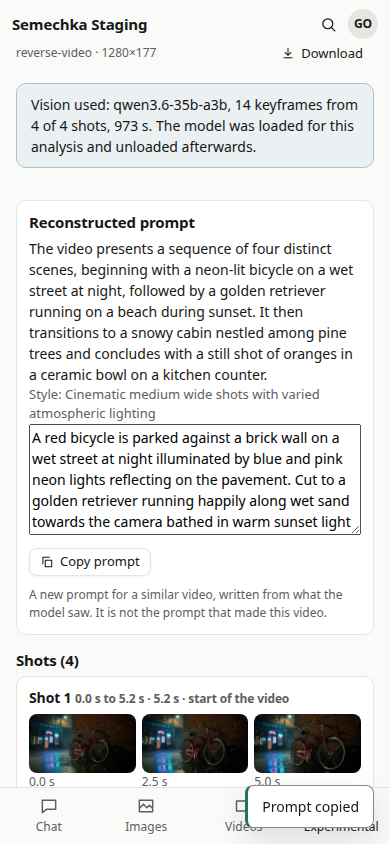 Semechka Staging
GO
reverse-video · 1280×177
Download
Vision used: qwen3.6-35b-a3b, 14 keyframes from
4 of 4 shots, 973 s. The model was loaded for this
analysis and unloaded afterwards.
Reconstructed prompt
The video presents a sequence of four distinct
scenes, beginning with a neon-lit bicycle on a wet
street at night, followed by a golden retriever
running on a beach during sunset. It then
transitions to a snowy cabin nestled among pine
trees and concludes with a still shot of oranges in
a ceramic bowl on a kitchen counter.
Style: Cinematic medium wide shots with varied
atmospheric lighting
A red bicycle is parked against a brick wall on a
wet street at night illuminated by blue and pink
neon lights reflecting on the pavement. Cut to a
golden retriever running happily along wet sand
towards the camera bathed in warm sunset light
Copy prompt
A new prompt for a similar video, written from what the
model saw. It is not the prompt that made this video.
Shots (4)
Shot 1 0.0 s to 5.2 s · 5.2 s · start of the video
0.0 s 2.5 s 5.0 s
Prompt copied
Chat Images Videos Experimental